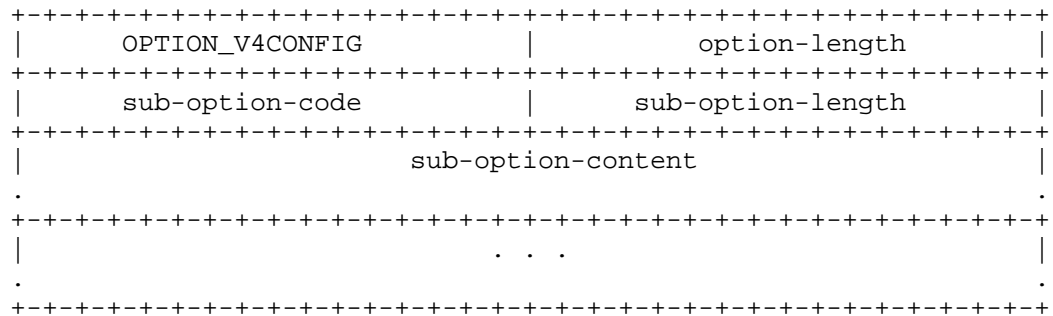 +-+-+-+-+-+-+-+-+-+-+-+-+-+-+-+-+-+-+-+-+-+-+-+-+-+-+-+-+-+-+-+-+
|      OPTION_V4CONFIG          |          option-length        |
+-+-+-+-+-+-+-+-+-+-+-+-+-+-+-+-+-+-+-+-+-+-+-+-+-+-+-+-+-+-+-+-+
|      sub-option-code          |      sub-option-length        |
+-+-+-+-+-+-+-+-+-+-+-+-+-+-+-+-+-+-+-+-+-+-+-+-+-+-+-+-+-+-+-+-+
|                        sub-option-content                     |
.                                                               .
+-+-+-+-+-+-+-+-+-+-+-+-+-+-+-+-+-+-+-+-+-+-+-+-+-+-+-+-+-+-+-+-+
|                             . . .                             |
.                                                               .
+-+-+-+-+-+-+-+-+-+-+-+-+-+-+-+-+-+-+-+-+-+-+-+-+-+-+-+-+-+-+-+-+